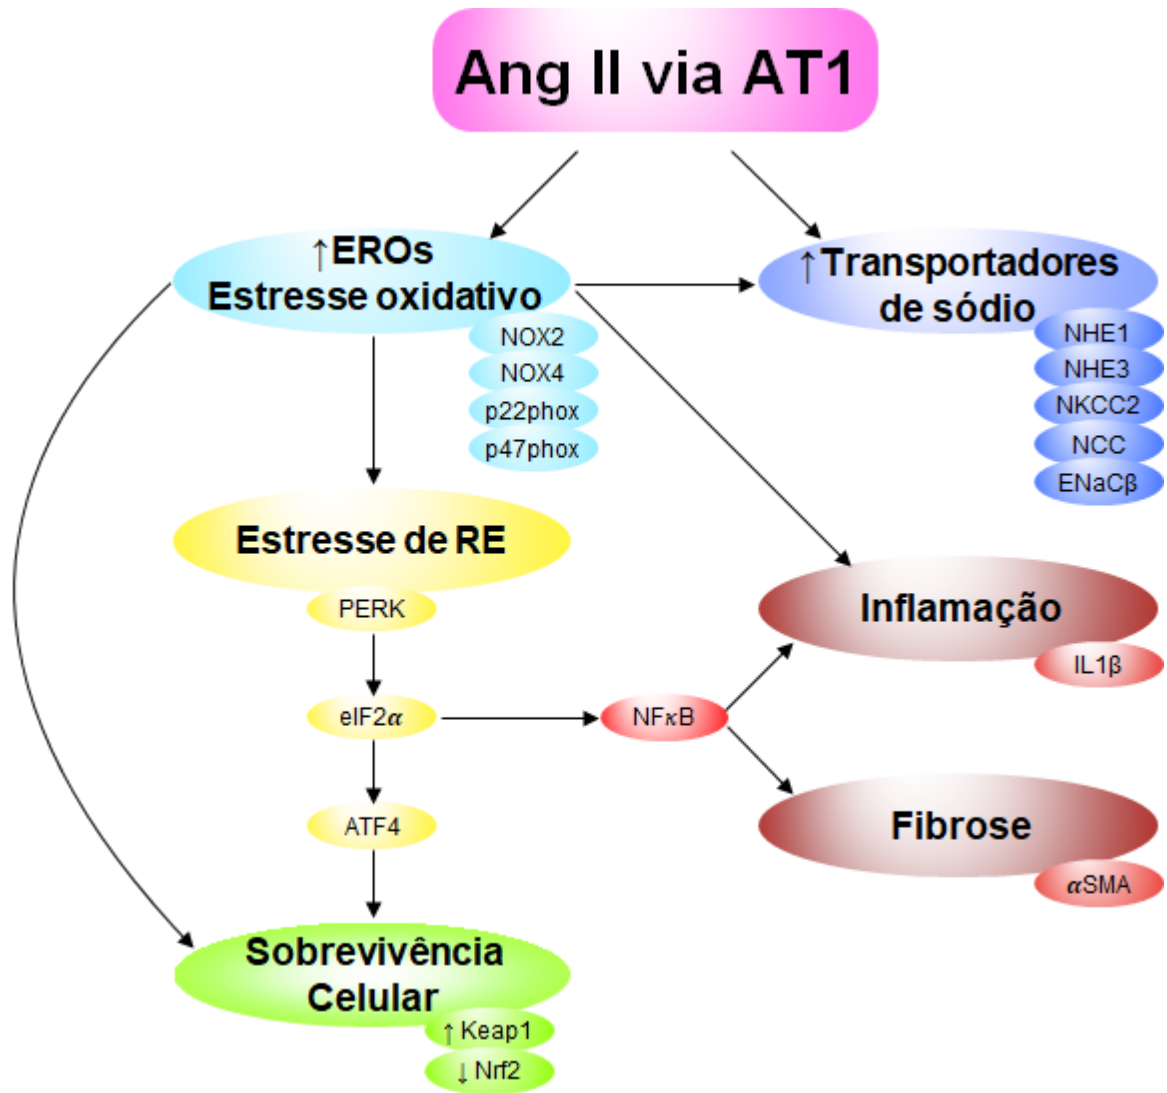 Ang II via AT1
↑EROs
Estresse oxidativo
NOX2
NOX4
p22phox
p47phox
↑Transportadores
de sódio
NHE1
NHE3
NKCC2
NCC
ENaCβ
Estresse de RE
PERK
eIF2α
ATF4
NFκB
Inflamação
IL1β
Fibrose
αSMA
Sobrevivência
Celular
↑ Keap1
↓ Nrf2